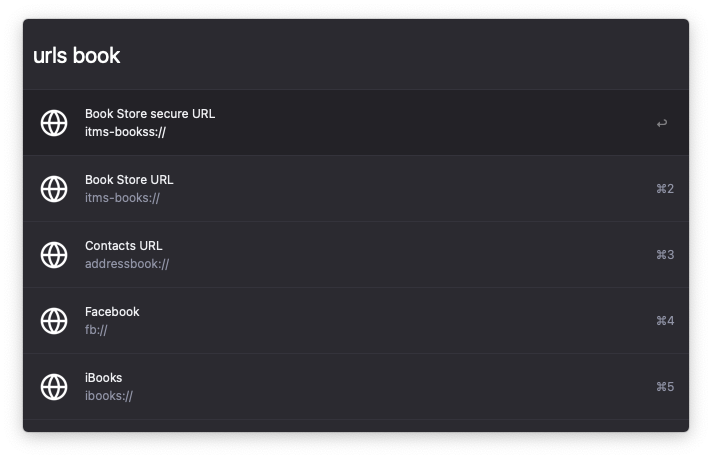 urls book
Book Store secure URL
itms-bookss://
↩
Book Store URL
itms-books://
⌘2
Contacts URL
addressbook://
⌘3
Facebook
fb://
⌘4
iBooks
ibooks://
⌘5